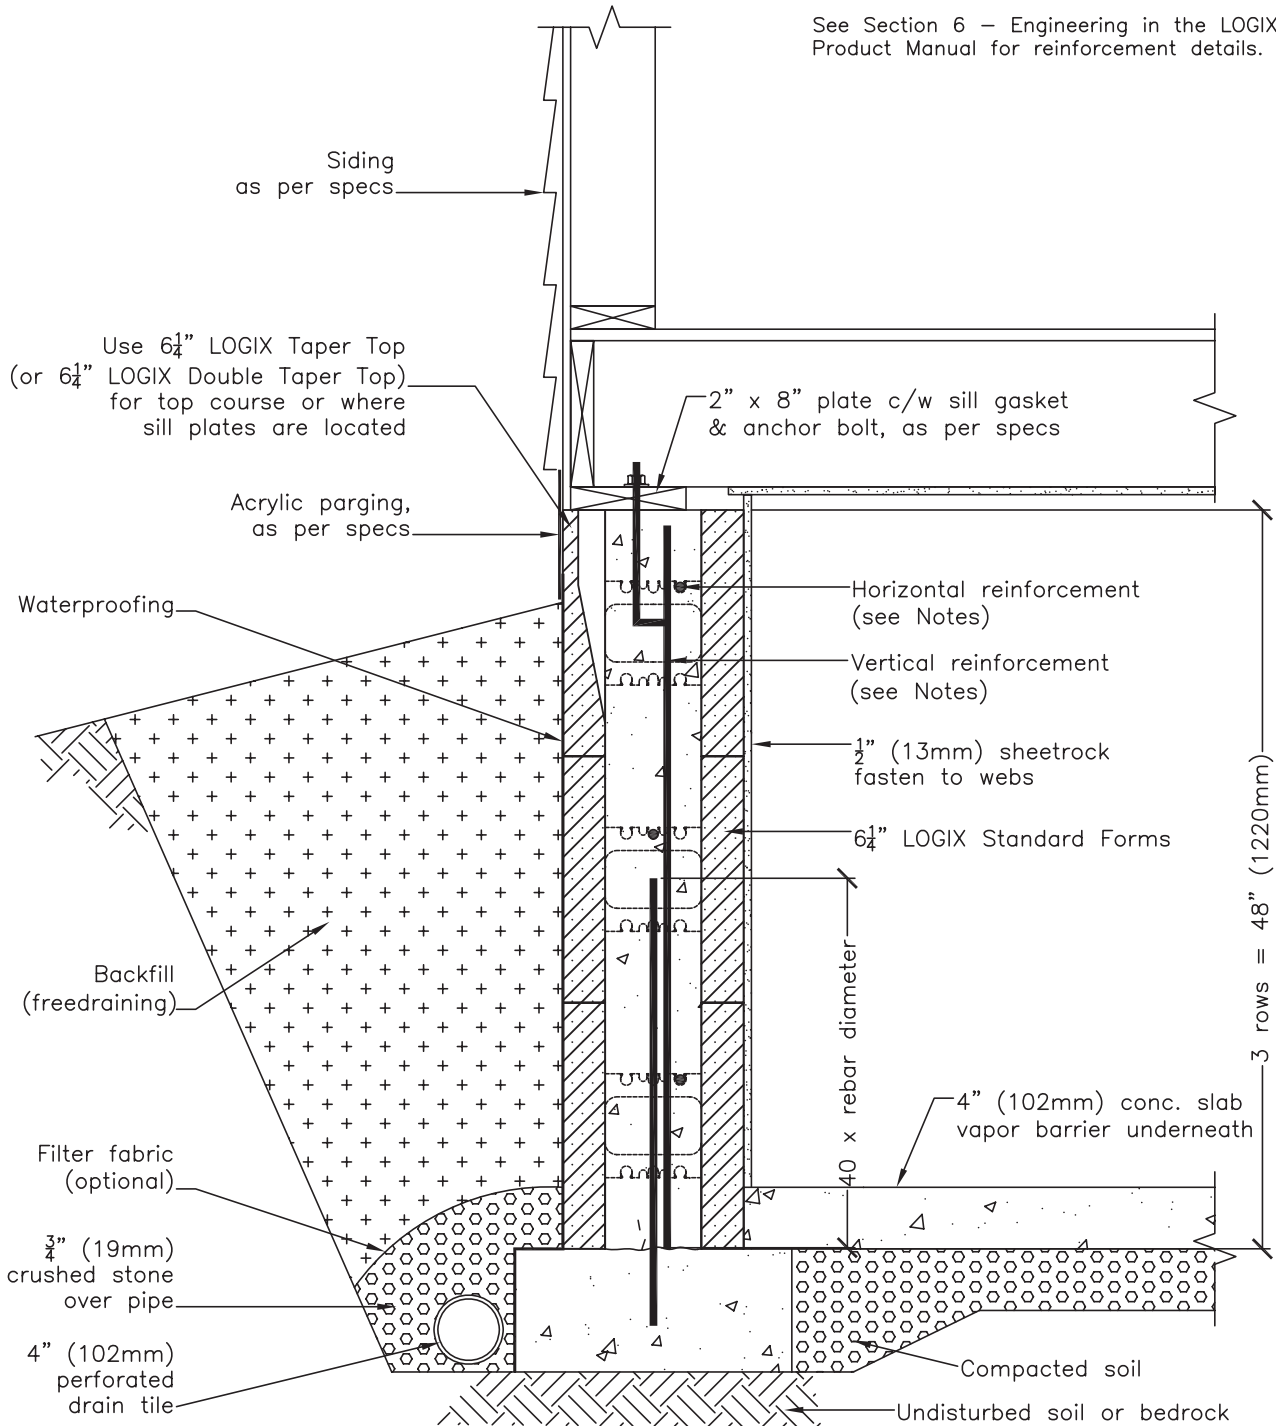 See Section 6 – Engineering in the LOGIX
Product Manual for reinforcement details.
Siding
as per specs
Use 6¼" LOGIX Taper Top
(or 6¼" LOGIX Double Taper Top)
for top course or where
sill plates are located
2" x 8" plate c/w sill gasket
& anchor bolt, as per specs
Acrylic parging,
as per specs
Waterproofing
Horizontal reinforcement
(see Notes)
Vertical reinforcement
(see Notes)
½" (13mm) sheetrock
fasten to webs
6¼" LOGIX Standard Forms
3 rows = 48" (1220mm)
40 x rebar diameter
Backfill
(freedraining)
4" (102mm) conc. slab
vapor barrier underneath
Filter fabric
(optional)
¾" (19mm)
crushed stone
over pipe
4" (102mm)
perforated
drain tile
Compacted soil
Undisturbed soil or bedrock